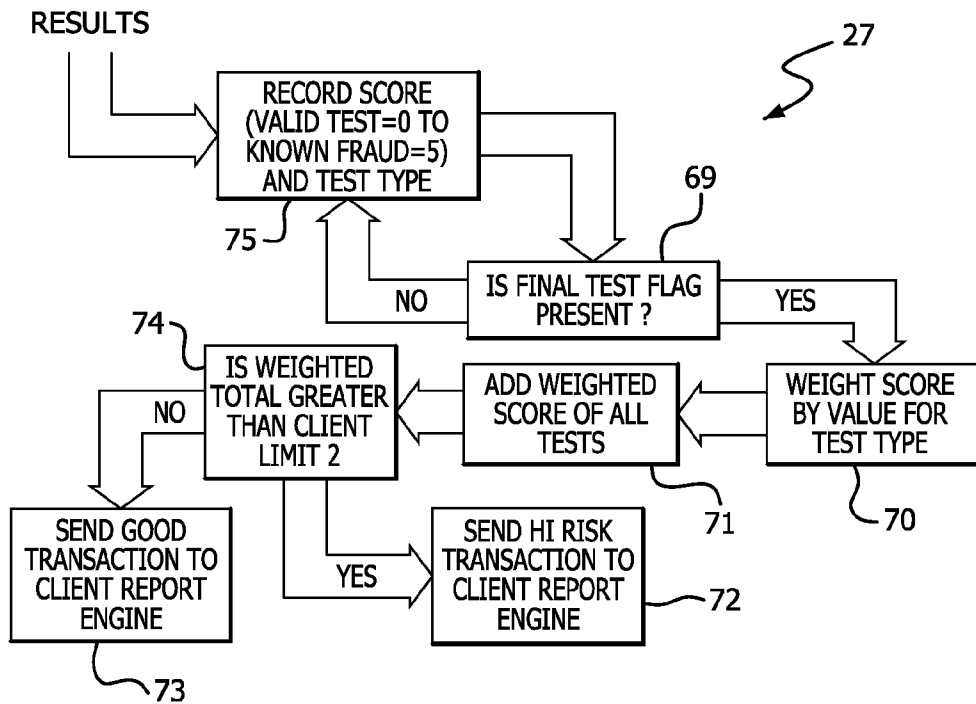 RESULTS
27
RECORD SCORE
(VALID TEST=0 TO
KNOWN FRAUD=5)
AND TEST TYPE
75
69
IS FINAL TEST FLAG
PRESENT ?
NO
YES
74
IS WEIGHTED
TOTAL GREATER
THAN CLIENT
LIMIT 2
NO
YES
ADD WEIGHTED
SCORE OF ALL
TESTS
71
WEIGHT SCORE
BY VALUE FOR
TEST TYPE
70
SEND GOOD
TRANSACTION TO
CLIENT REPORT
ENGINE
73
SEND HI RISK
TRANSACTION TO
CLIENT REPORT
ENGINE
72